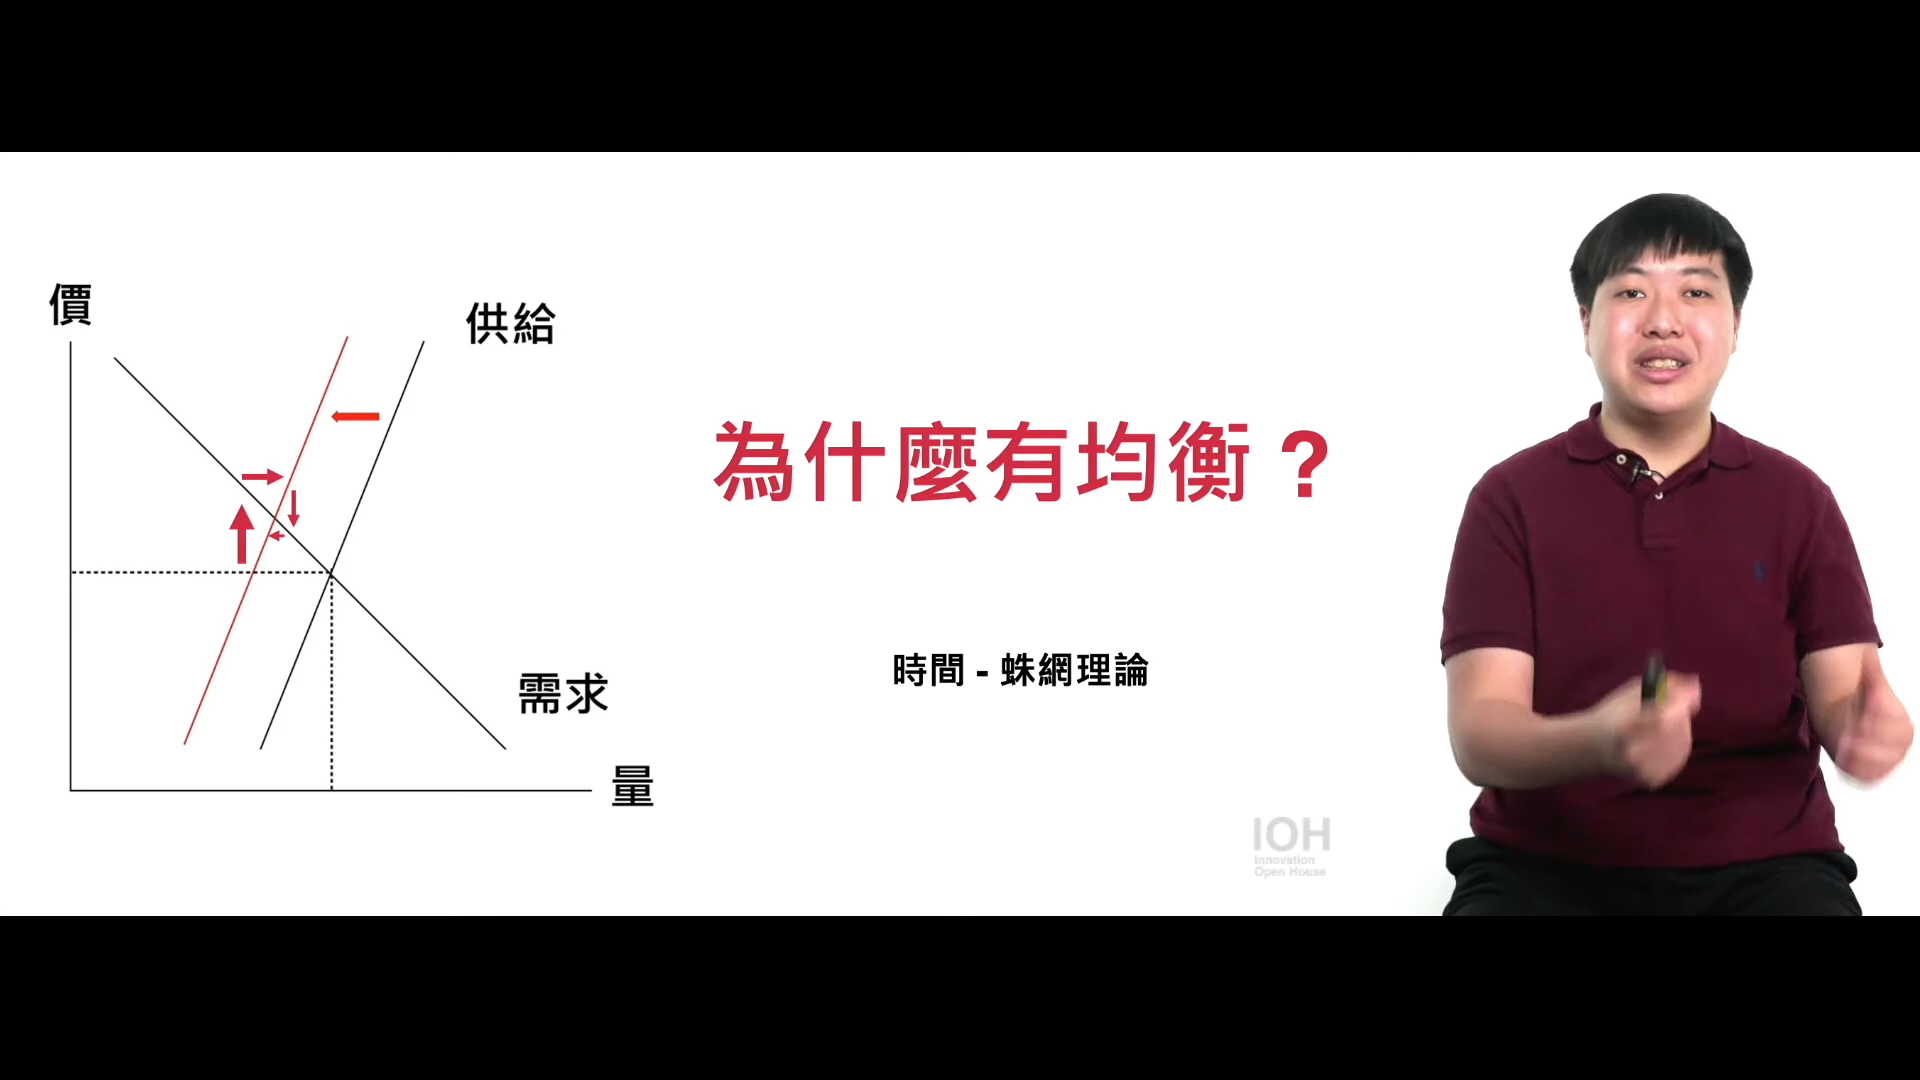 價
供給
為什麼有均衡？
時間 - 蛛網理論
需求
量
IOH
Innovation
Open House